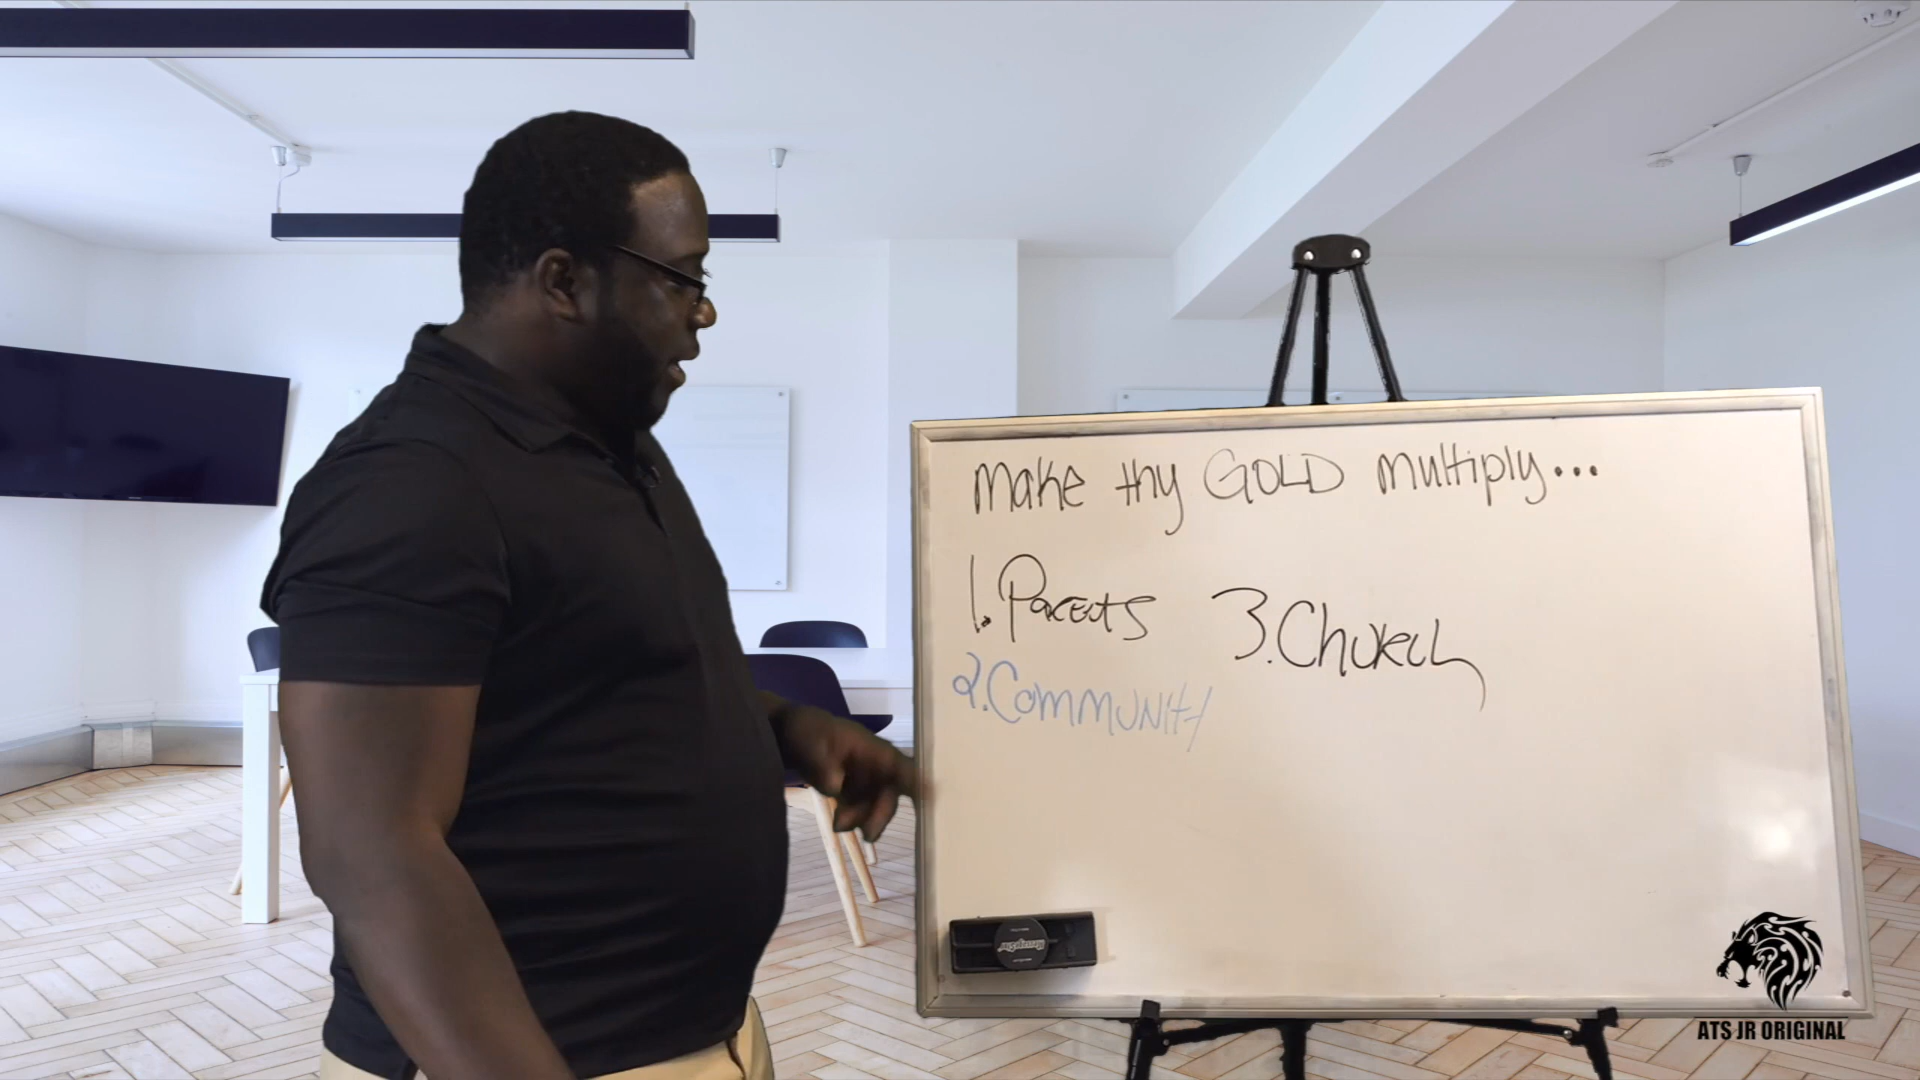 Make thy GOLD multiply...
1. Parents
2. Community
3. Church
ATS JR ORIGINAL